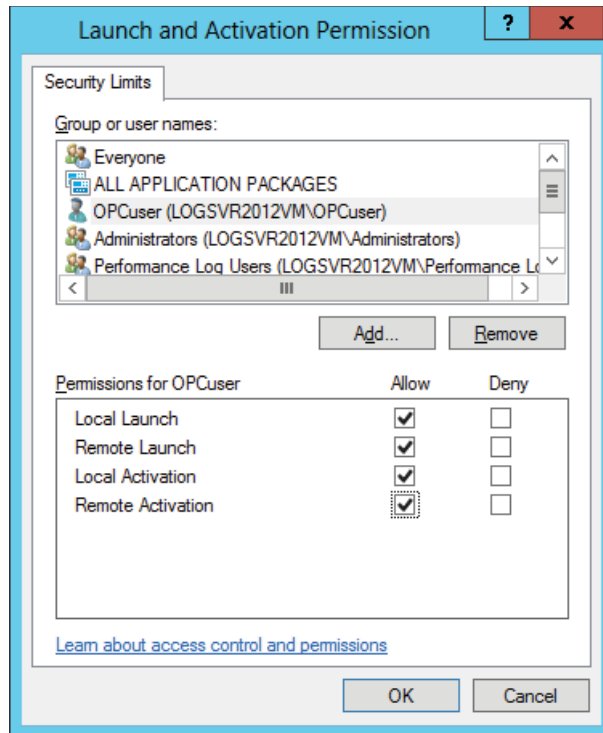 Launch and Activation Permission ? x
Security Limits
Group or user names:
Everyone
ALL APPLICATION PACKAGES
OPCuser (LOGSVR2012VM\OPCuser)
Administrators (LOGSVR2012VM\Administrators)
Performance Log Users (LOGSVR2012VM\Performance Lo
Add... Remove
Permissions for OPCuser Allow Deny
Local Launch
Remote Launch
Local Activation
Remote Activation
Learn about access control and permissions
OK Cancel